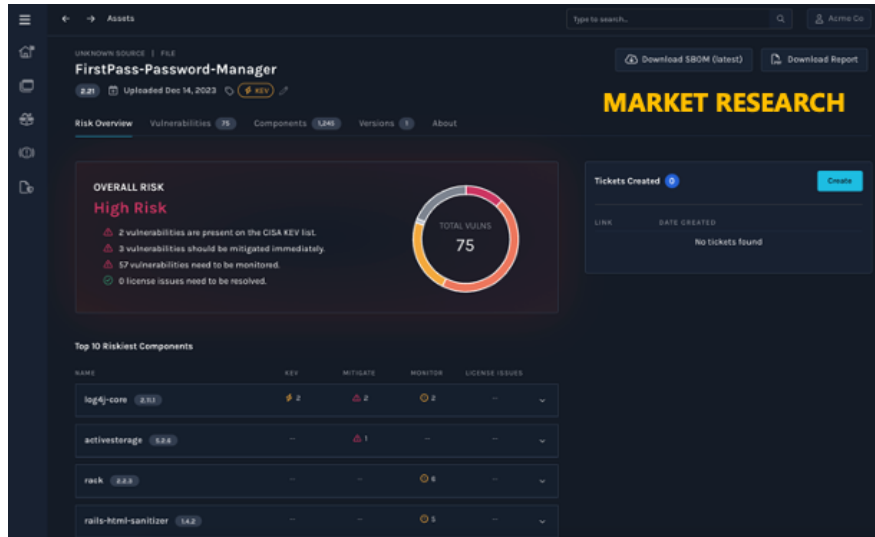 Assets
Type to search...
Acme Co
UNKNOWN SOURCE | FILE
FirstPass-Password-Manager
2.21 Uploaded Dec 14, 2023 KEV
Download SBOM (latest)
Download Report
MARKET RESEARCH
Risk Overview Vulnerabilities 75 Components 1,245 Versions 1 About
OVERALL RISK
High Risk
2 vulnerabilities are present on the CISA KEV list.
3 vulnerabilities should be mitigated immediately.
57 vulnerabilities need to be monitored.
0 license issues need to be resolved.
TOTAL VULNS
75
Tickets Created 0 Create
LINK DATE CREATED
No tickets found
Top 10 Riskiest Components
NAME KEV MITIGATE MONITOR LICENSE ISSUES
log4j-core 2.11.1 2 2 2 --
activestorage 5.2.6 -- 1 -- --
rack 2.2.3 -- -- 6 --
rails-html-sanitizer 1.4.2 -- -- 5 --